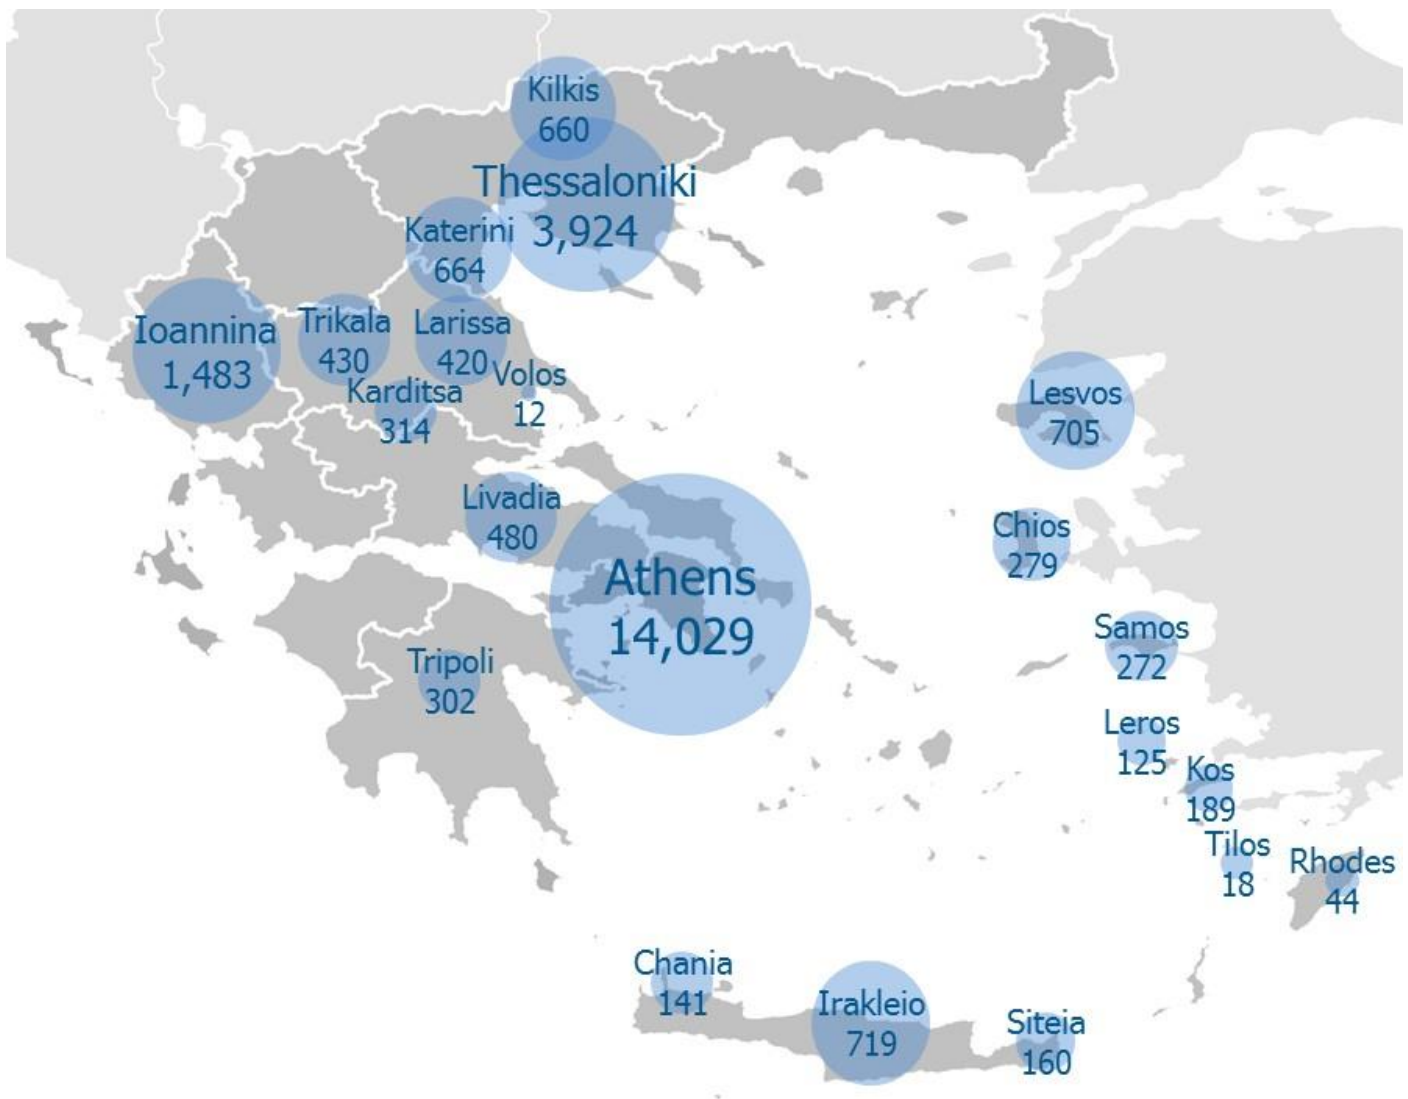 Kilkis
660
Thessaloniki
3,924
Katerini
664
Ioannina
1,483
Trikala
430
Larissa
420
Volos
12
Karditsa
314
Lesvos
705
Livadia
480
Chios
279
Athens
14,029
Samos
272
Tripoli
302
Leros
125
Kos
189
Tilos
18
Rhodes
44
Chania
141
Irakleio
719
Siteia
160